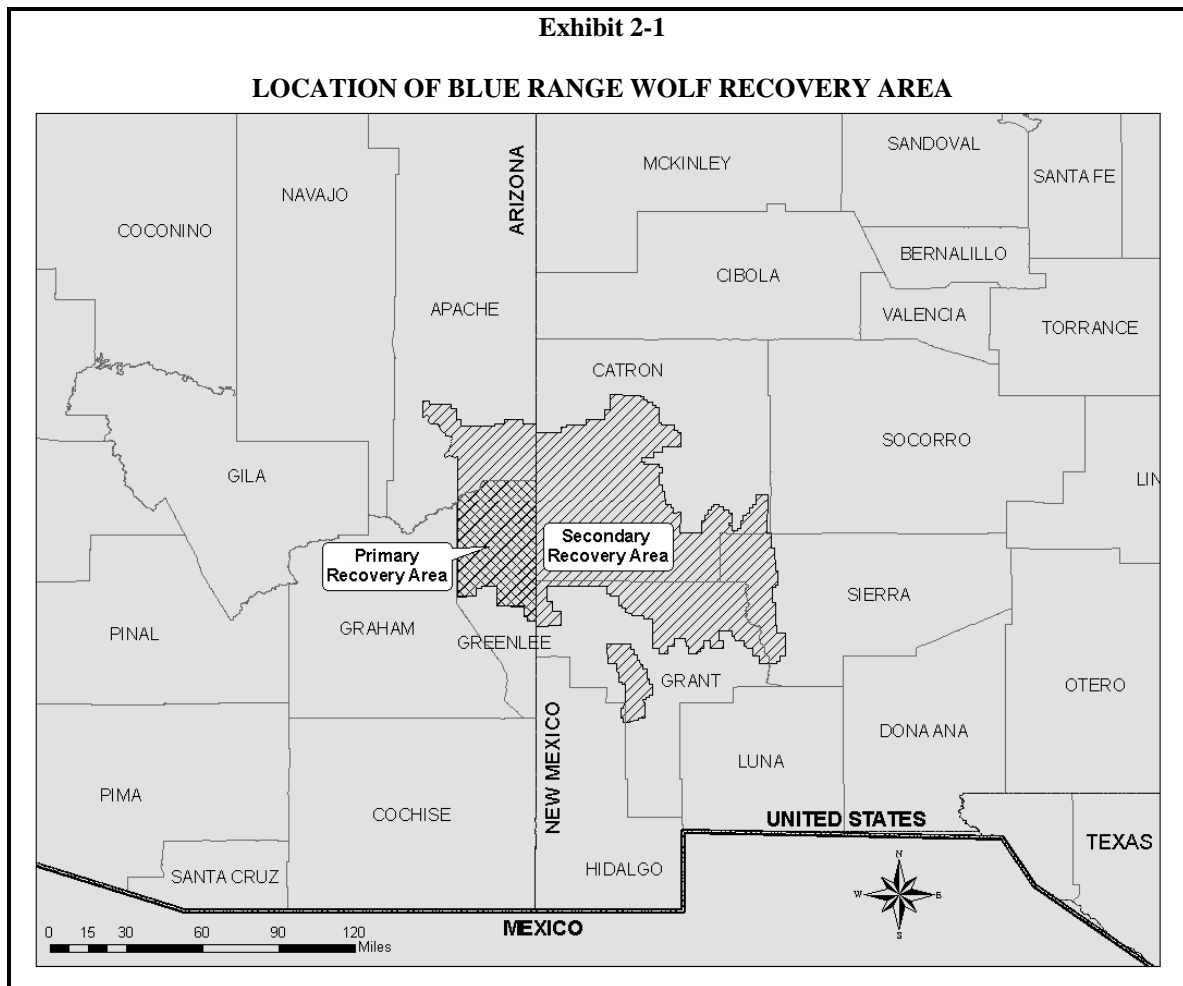 Exhibit 2-1
LOCATION OF BLUE RANGE WOLF RECOVERY AREA
SANDOVAL
MCKINLEY
SANTA FE
NAVAJO
ARIZONA
COCONINO
BERNALILLO
CIBOLA
APACHE
VALENCIA
TORRANCE
CATRON
SOCORRO
GILA
LIN
Primary
Recovery Area
Secondary
Recovery Area
SIERRA
PINAL
GRAHAM
GREENLEE
GRANT
OTERO
NEW MEXICO
DONA ANA
LUNA
PIMA
COCHISE
UNITED STATES
TEXAS
HIDALGO
SANTA CRUZ
N
W
E
S
MEXICO
0 15 30 60 90 120
Miles